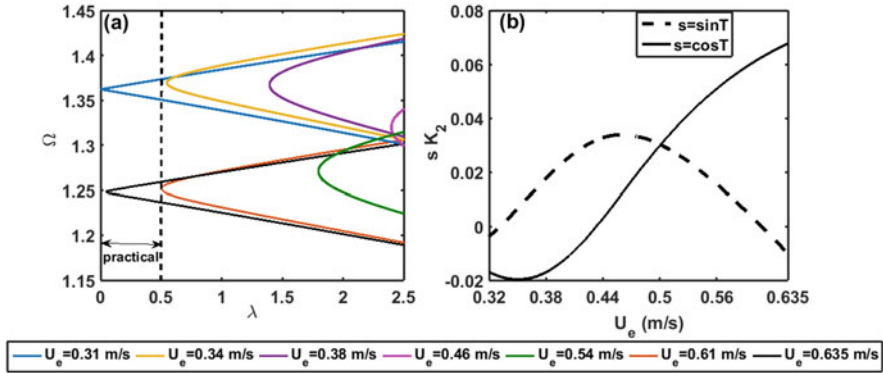 (a)
1.45
1.4
1.35
1.3
1.25
1.2
1.15
Ω
practical
0 0.5 1 1.5 2 2.5
λ
(b)
s=sinT
s=cosT
0.08
0.06
0.04
0.02
0
-0.02
s K2
0.32 0.38 0.44 0.5 0.56 0.635
Ue (m/s)
Ue=0.31 m/s Ue=0.34 m/s Ue=0.38 m/s Ue=0.46 m/s Ue=0.54 m/s Ue=0.61 m/s Ue=0.635 m/s